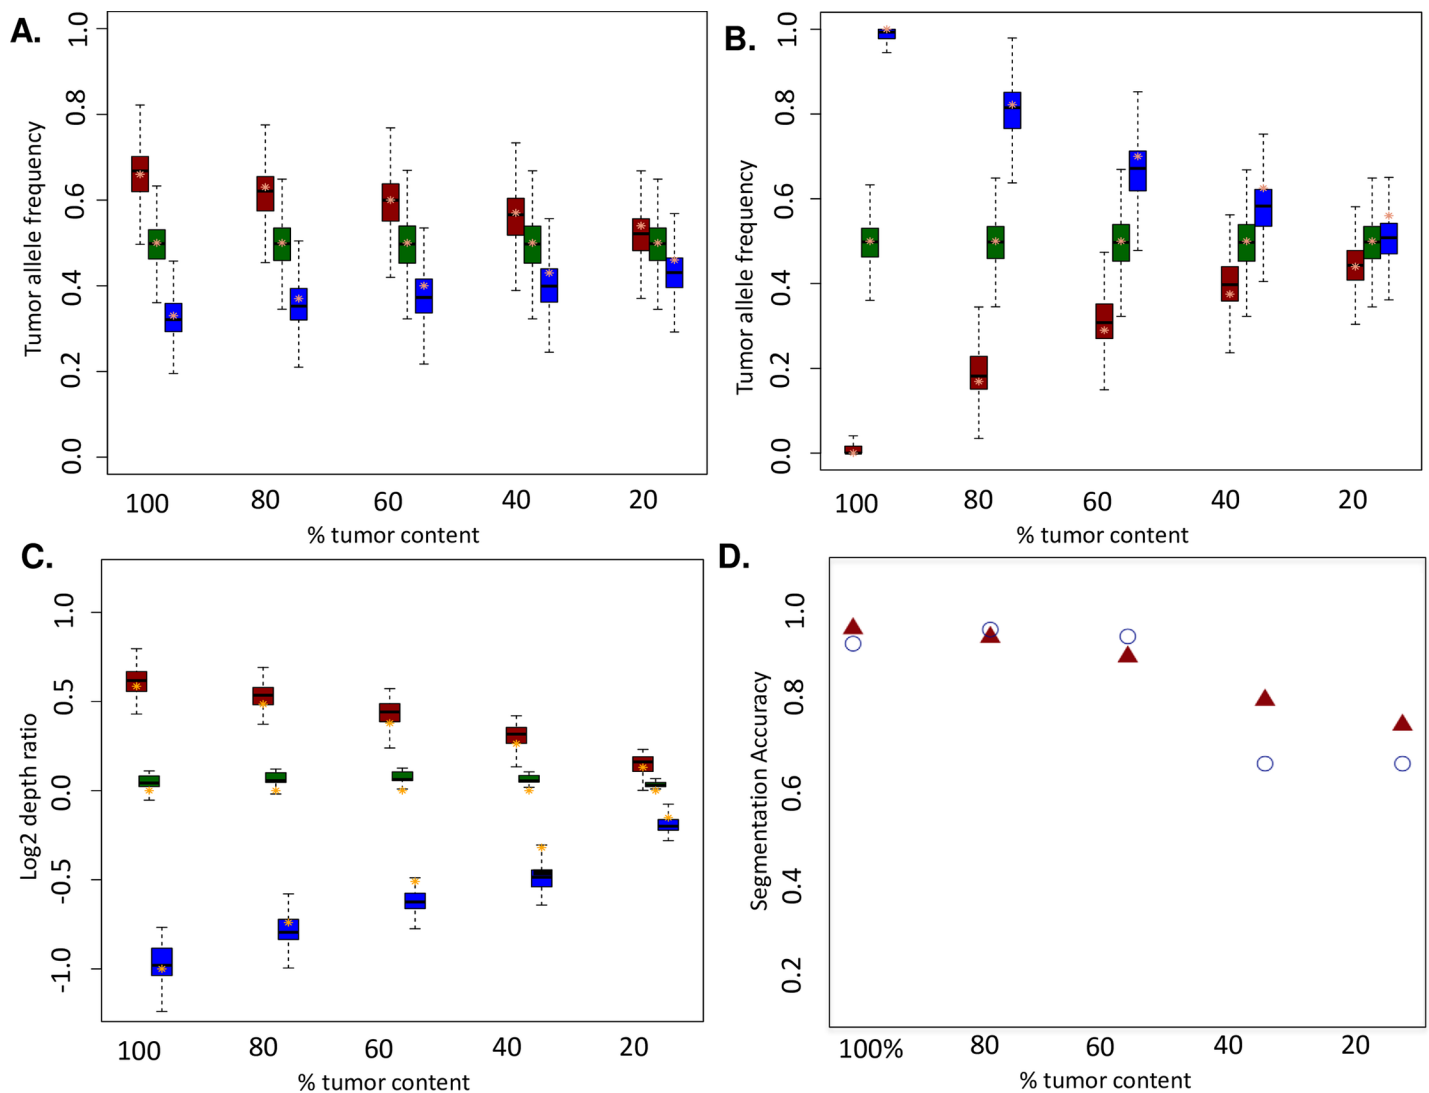 A.
Tumor allele frequency
1.0
0.8
0.6
0.4
0.2
0.0
100 80 60 40 20
% tumor content
B.
Tumor allele frequency
1.0
0.8
0.6
0.4
0.2
0.0
100 80 60 40 20
% tumor content
C.
Log2 depth ratio
1.0
0.5
0.0
-0.5
-1.0
100 80 60 40 20
% tumor content
D.
Segmentation Accuracy
1.0
0.8
0.6
0.4
0.2
100% 80 60 40 20
% tumor content